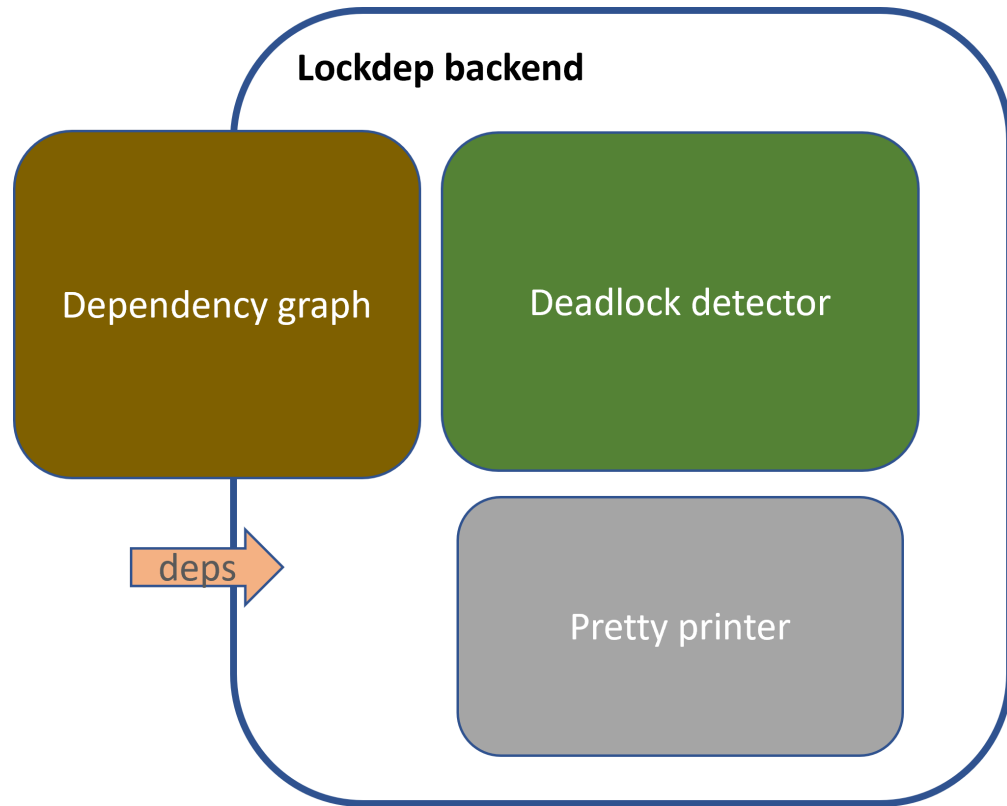 Lockdep backend
Dependency graph
Deadlock detector
deps
Pretty printer